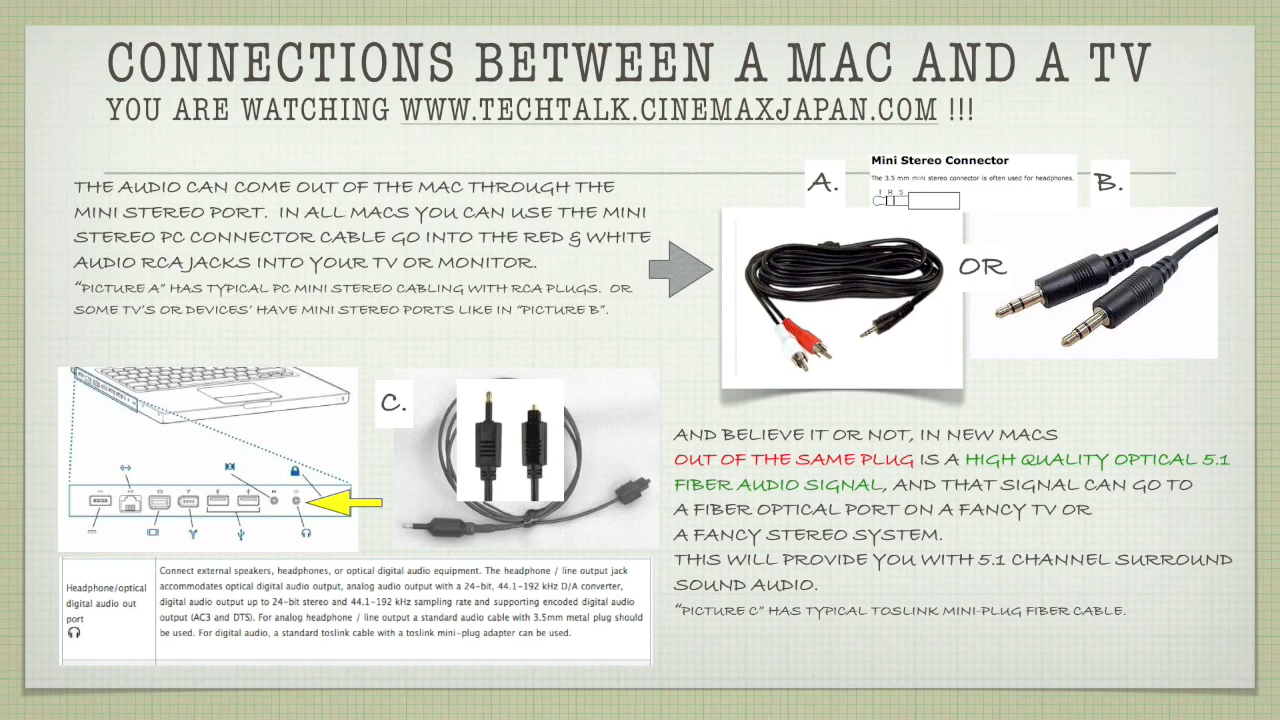 CONNECTIONS BETWEEN A MAC AND A TV
YOU ARE WATCHING WWW.TECHTALK.CINEMAXJAPAN.COM !!!
THE AUDIO CAN COME OUT OF THE MAC THROUGH THE
MINI STEREO PORT. IN ALL MACS YOU CAN USE THE MINI
STEREO PC CONNECTOR CABLE GO INTO THE RED & WHITE
AUDIO RCA JACKS INTO YOUR TV OR MONITOR.
"PICTURE A" HAS TYPICAL PC MINI STEREO CABLING WITH RCA PLUGS. OR
SOME TV'S OR DEVICES' HAVE MINI STEREO PORTS LIKE IN "PICTURE B".
A.
Mini Stereo Connector
The 3.5 mm mini stereo connector is often used for headphones.
T R S
B.
OR
C.
AND BELIEVE IT OR NOT, IN NEW MACS
OUT OF THE SAME PLUG IS A HIGH QUALITY OPTICAL 5.1
FIBER AUDIO SIGNAL, AND THAT SIGNAL CAN GO TO
A FIBER OPTICAL PORT ON A FANCY TV OR
A FANCY STEREO SYSTEM.
THIS WILL PROVIDE YOU WITH 5.1 CHANNEL SURROUND
SOUND AUDIO.
"PICTURE C" HAS TYPICAL TOSLINK MINI-PLUG FIBER CABLE.
Headphone/optical
digital audio out
port
Connect external speakers, headphones, or optical digital audio equipment. The headphone / line output jack
accommodates optical digital audio output, analog audio output with a 24-bit, 44.1-192 kHz D/A converter,
digital audio output up to 24-bit stereo and 44.1-192 kHz sampling rate and supporting encoded digital audio
output (AC3 and DTS). For analog headphone / line output a standard audio cable with 3.5mm metal plug should
be used. For digital audio, a standard toslink cable with a toslink mini-plug adapter can be used.